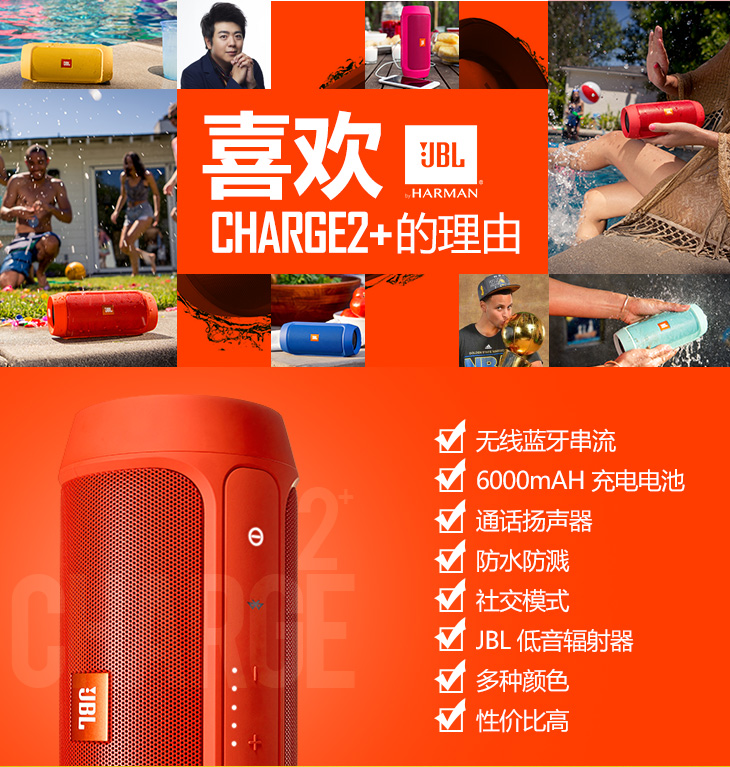 喜欢
JBL
by HARMAN
CHARGE2+的理由
无线蓝牙串流
6000mAH 充电电池
通话扬声器
防水防溅
社交模式
JBL 低音辐射器
多种颜色
性价比高
CHARGE2+
JBL